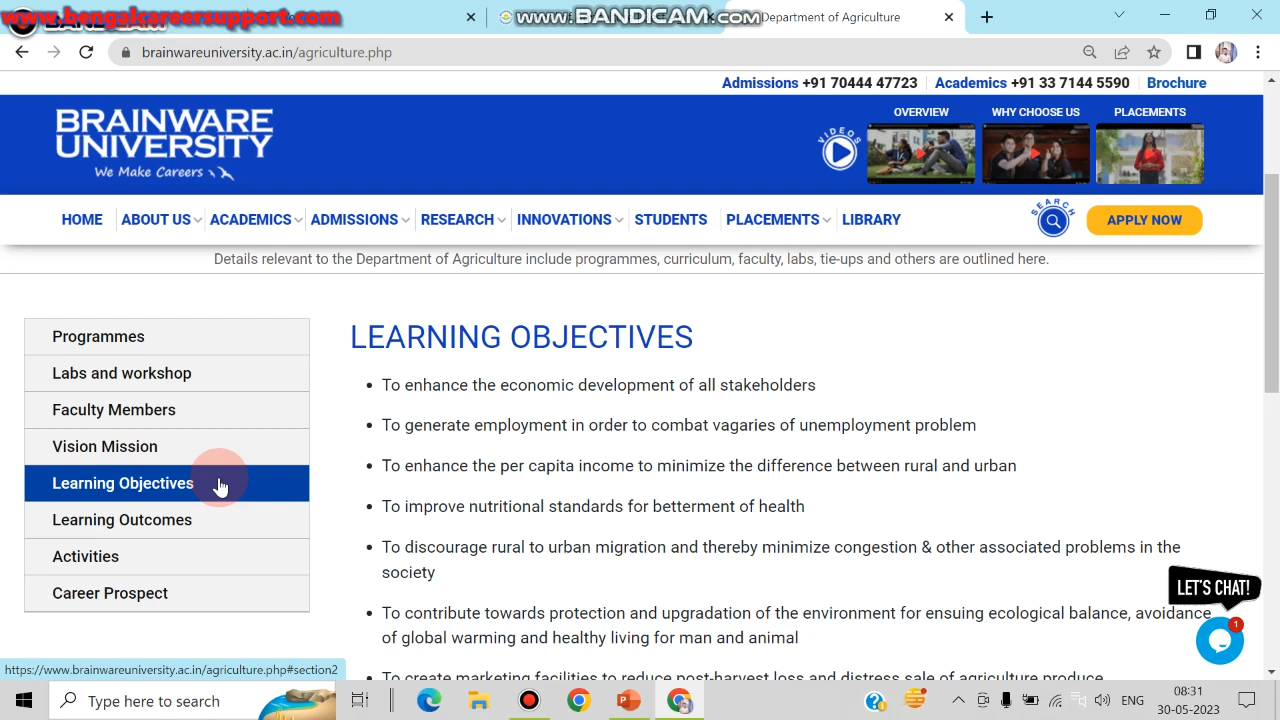 www.bengalcareersupport.com
www.BANDICAM.com
Department of Agriculture
brainwareuniversity.ac.in/agriculture.php
Admissions +91 70444 47723 Academics +91 33 7144 5590 Brochure
BRAINWARE
UNIVERSITY
We Make Careers
VIDEOS
OVERVIEW WHY CHOOSE US PLACEMENTS
HOME ABOUT US ACADEMICS ADMISSIONS RESEARCH INNOVATIONS STUDENTS PLACEMENTS LIBRARY
SEARCH
APPLY NOW
Details relevant to the Department of Agriculture include programmes, curriculum, faculty, labs, tie-ups and others are outlined here.
Programmes
Labs and workshop
Faculty Members
Vision Mission
Learning Objectives
Learning Outcomes
Activities
Career Prospect
LEARNING OBJECTIVES
• To enhance the economic development of all stakeholders
• To generate employment in order to combat vagaries of unemployment problem
• To enhance the per capita income to minimize the difference between rural and urban
• To improve nutritional standards for betterment of health
• To discourage rural to urban migration and thereby minimize congestion & other associated problems in the
society
• To contribute towards protection and upgradation of the environment for ensuing ecological balance, avoidance
of global warming and healthy living for man and animal
• To create marketing facilities to reduce post-harvest loss and distress sale of agriculture produce
LET'S CHAT!
1
https://www.brainwareuniversity.ac.in/agriculture.php#section2
Type here to search
ENG
08:31
30-05-2023